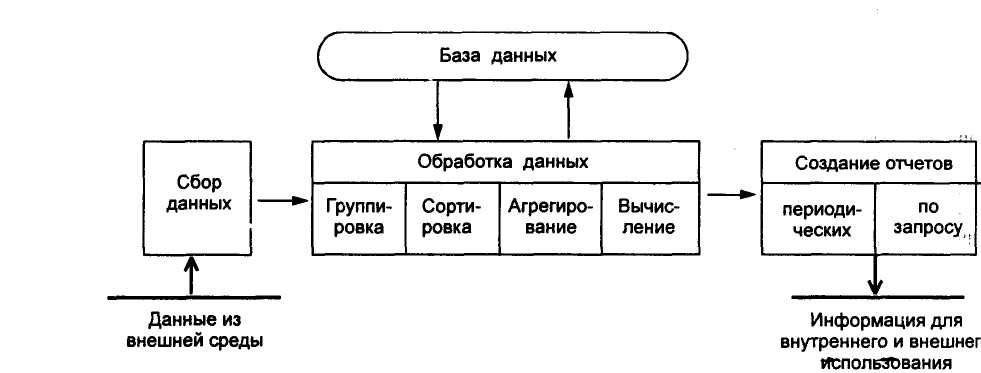 База данных
Обработка данных
Создание отчетов
Сбор
данных
Группи-
ровка
Сорти-
ровка
Агрегиро-
вание
Вычис-
ление
периоди-
ческих
по
запросу
Данные из
внешней среды
Информация для
внутреннего и внешнег
использования